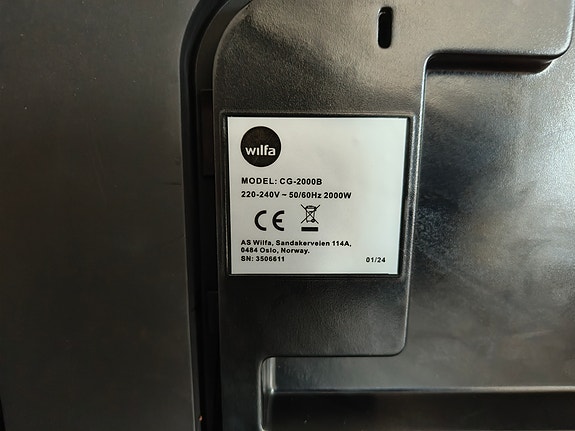 wilfa
MODEL: CG-2000B
220-240V ~ 50/60Hz 2000W
CE
AS Wilfa, Sandakerveien 114A,
0484 Oslo, Norway.
SN: 3506611 01/24